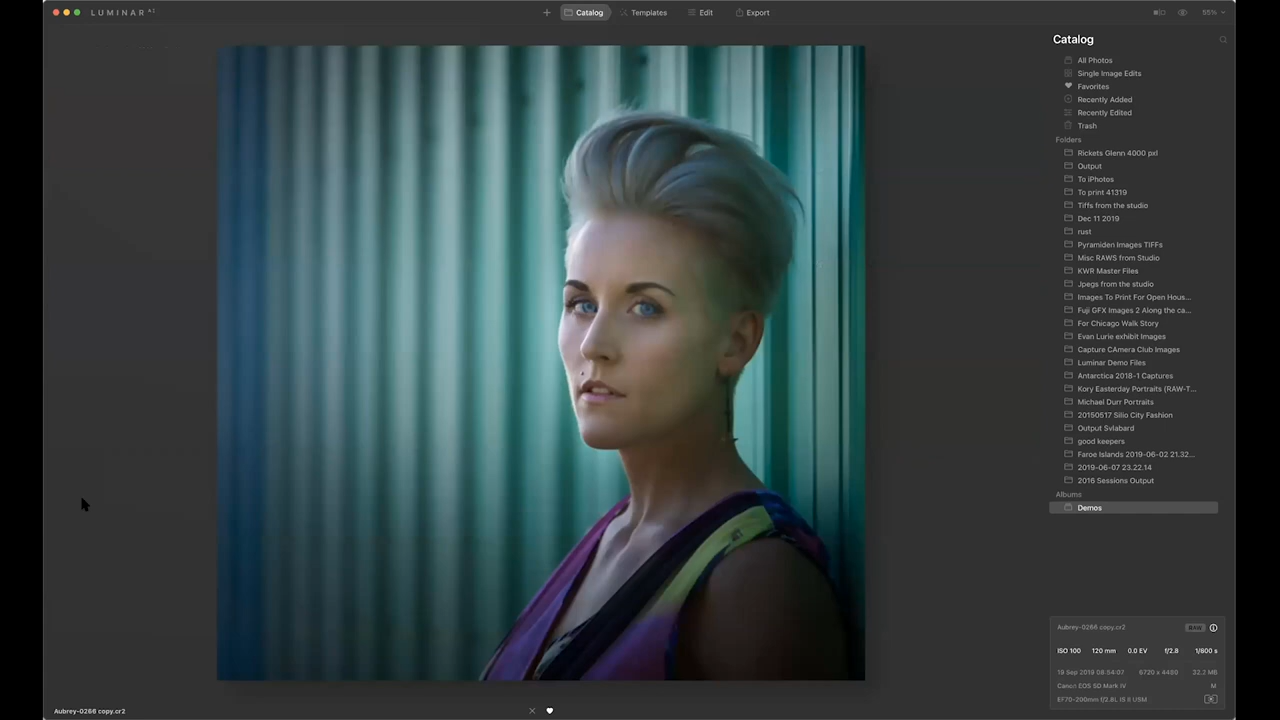 LUMINAR AI
Catalog
Templates
Edit
Export
55%
Catalog
All Photos
Single Image Edits
Favorites
Recently Added
Recently Edited
Trash
Folders
Rickets Glenn 4000 pxl
Output
To iPhotos
To print 41319
Tiffs from the studio
Dec 11 2019
rust
Pyramiden Images TIFFs
Misc RAWS from Studio
KWR Master Files
Jpegs from the studio
Images To Print For Open Hous...
Fuji GFX Images 2 Along the ca...
For Chicago Walk Story
Evan Lurie exhibit Images
Capture CAmera Club Images
Luminar Demo Files
Antarctica 2018-1 Captures
Kory Easterday Portraits (RAW-T...
Michael Durr Portraits
20150517 Silio City Fashion
Output Svlabard
good keepers
Faroe Islands 2019-06-02 21.32...
2019-06-07 23.22.14
2016 Sessions Output
Albums
Demos
Aubrey-0266 copy.cr2 RAW
ISO 100 120 mm 0.0 EV f/2.8 1/800 s
19 Sep 2019 08:54:07 6720 x 4480 32.2 MB
Canon EOS 5D Mark IV M
EF70-200mm f/2.8L IS II USM
Aubrey-0266 copy.cr2